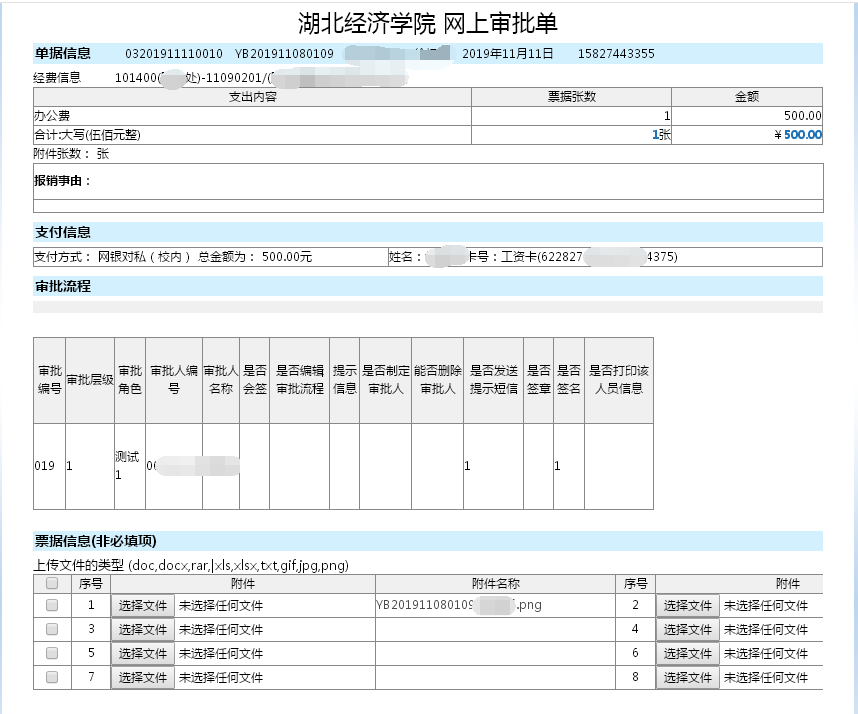 湖北经济学院 网上审批单
单据信息 03201911110010 YB201911080109 2019年11月11日 15827443355
经费信息 101400( 处)-11090201/(
支出内容 票据张数 金额
办公费 1 500.00
合计:大写(伍佰元整) 1张 ￥500.00
附件张数： 张
报销事由：
支付信息
支付方式： 网银对私（校内） 总金额为： 500.00元 姓名： 卡号：工资卡(622827 4375)
审批流程
审批编号 审批层级 审批角色 审批人编号 审批人名称 是否会签 是否编辑审批流程 提示信息 是否制定审批人 能否删除审批人 是否发送提示短信 是否签章 是否签名 是否打印该人员信息
019 1 测试1 0 1 1
票据信息(非必填项)
上传文件的类型 (doc,docx,rar,|xls,xlsx,txt,gif,jpg,png)
序号 附件 附件名称 序号 附件
1 选择文件 未选择任何文件 YB201911080109 .png 2 选择文件 未选择任何文件
3 选择文件 未选择任何文件 4 选择文件 未选择任何文件
5 选择文件 未选择任何文件 6 选择文件 未选择任何文件
7 选择文件 未选择任何文件 8 选择文件 未选择任何文件